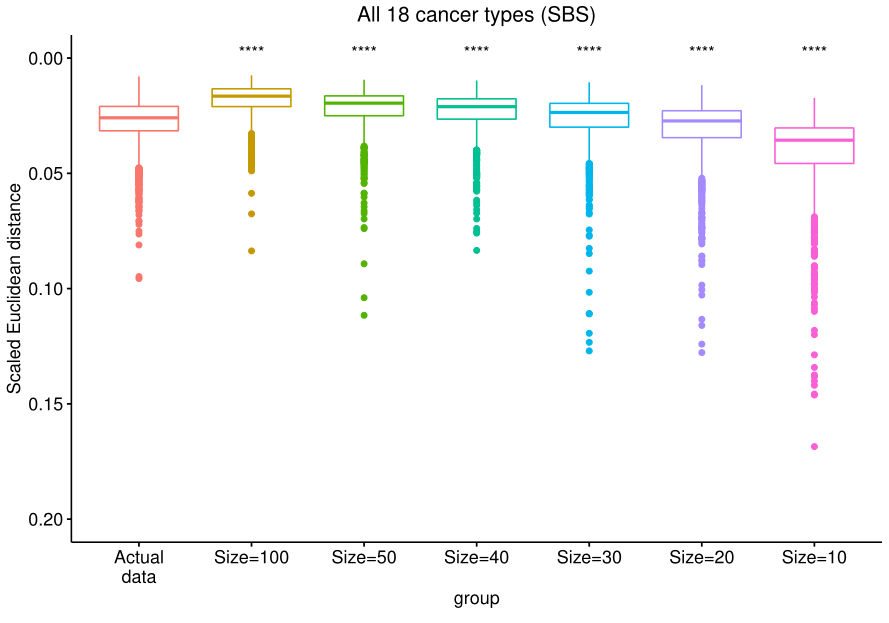 All 18 cancer types (SBS)
**** **** **** **** **** ****
0.00
0.05
0.10
0.15
0.20
Scaled Euclidean distance
Actual data Size=100 Size=50 Size=40 Size=30 Size=20 Size=10
group